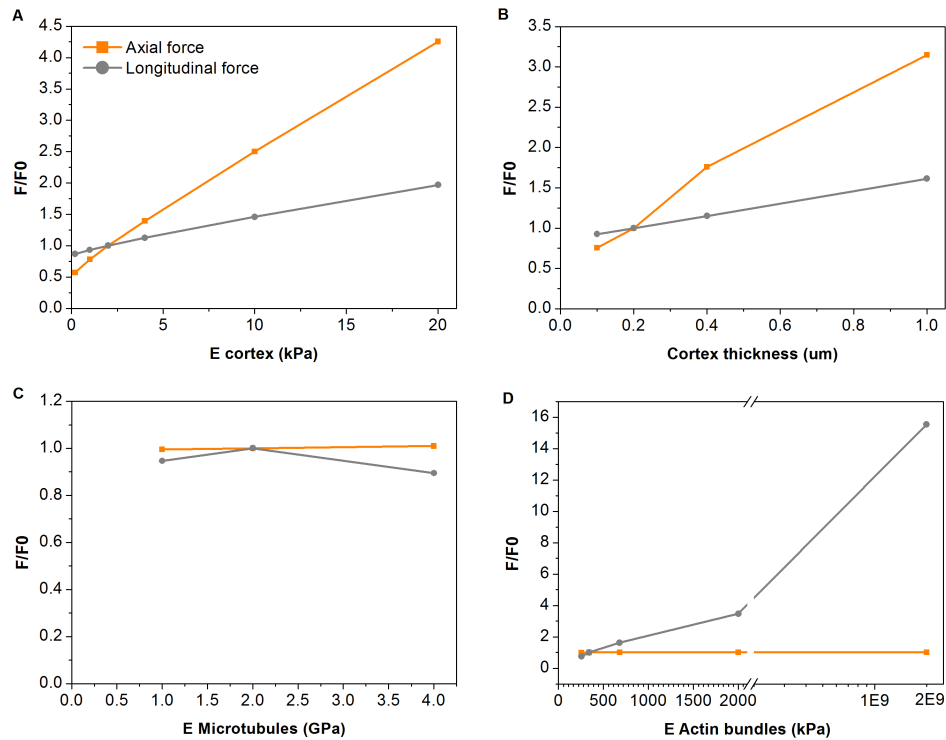 A
F/F0
4.5
4.0
3.5
3.0
2.5
2.0
1.5
1.0
0.5
0.0
Axial force
Longitudinal force
0 5 10 15 20
E cortex (kPa)
B
F/F0
3.5
3.0
2.5
2.0
1.5
1.0
0.5
0.0
0.0 0.2 0.4 0.6 0.8 1.0
Cortex thickness (um)
C
F/F0
1.2
1.0
0.8
0.6
0.4
0.2
0.0
0.0 0.5 1.0 1.5 2.0 2.5 3.0 3.5 4.0
E Microtubules (GPa)
D
F/F0
16
14
12
10
8
6
4
2
0
0 500 1000 1500 2000 1E9 2E9
E Actin bundles (kPa)